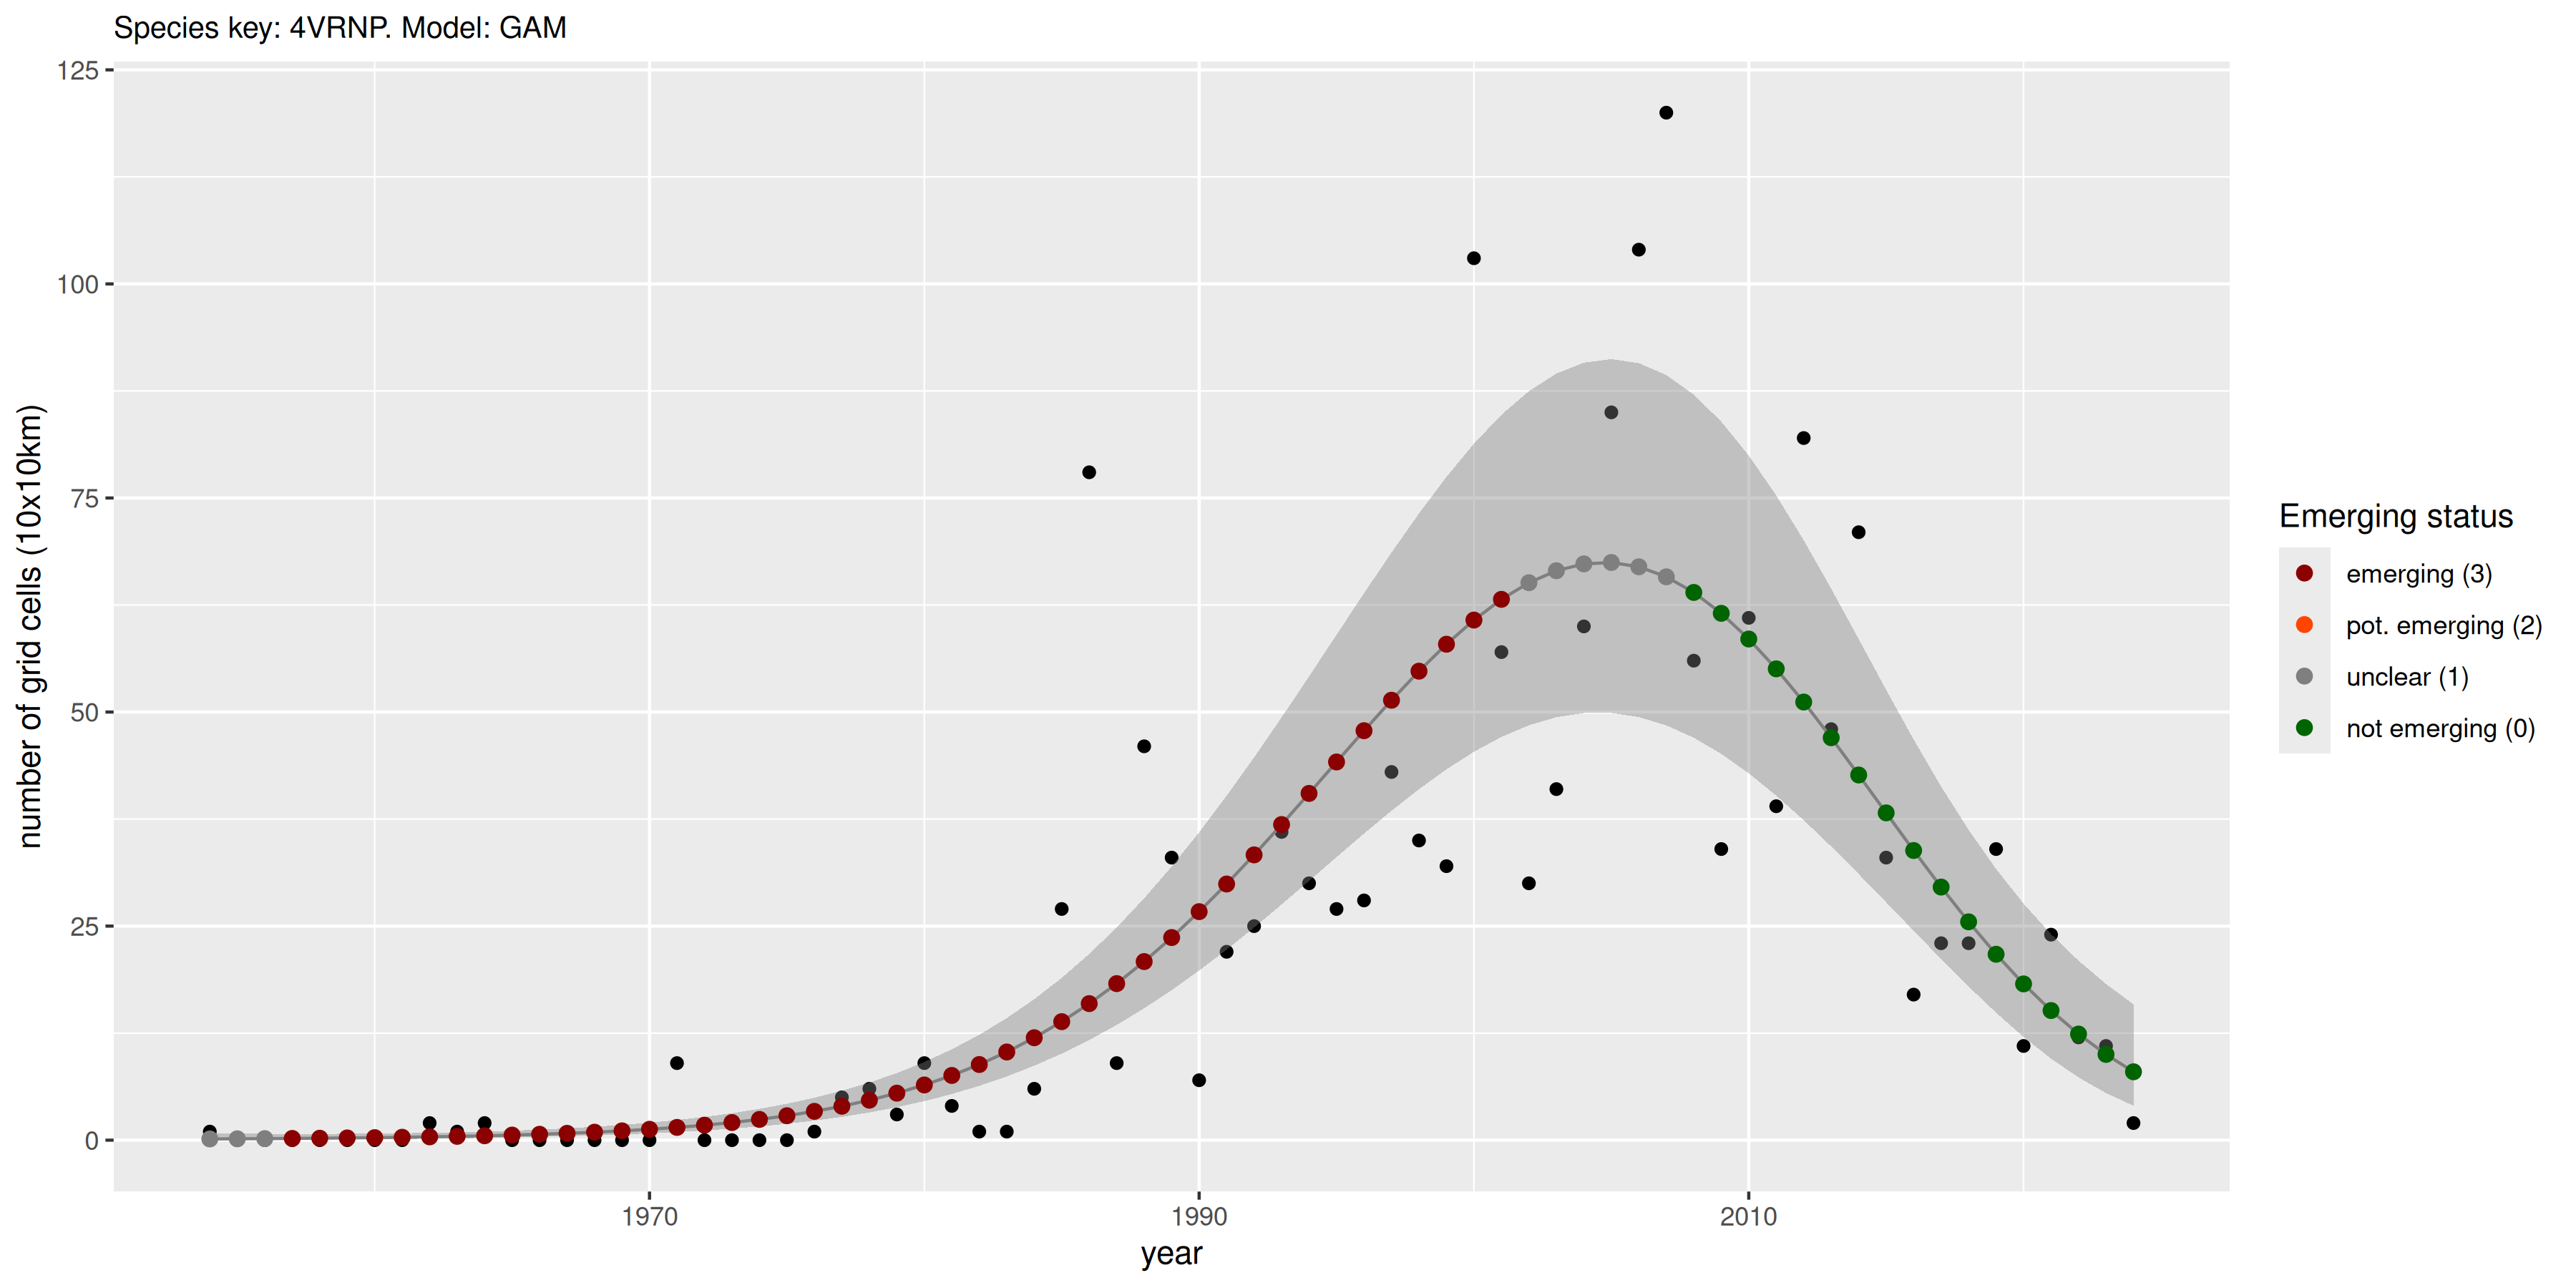 Species key: 4VRNP. Model: GAM
125
100
75
50
25
0
number of grid cells (10x10km)
1970
1990
2010
year
Emerging status
emerging (3)
pot. emerging (2)
unclear (1)
not emerging (0)